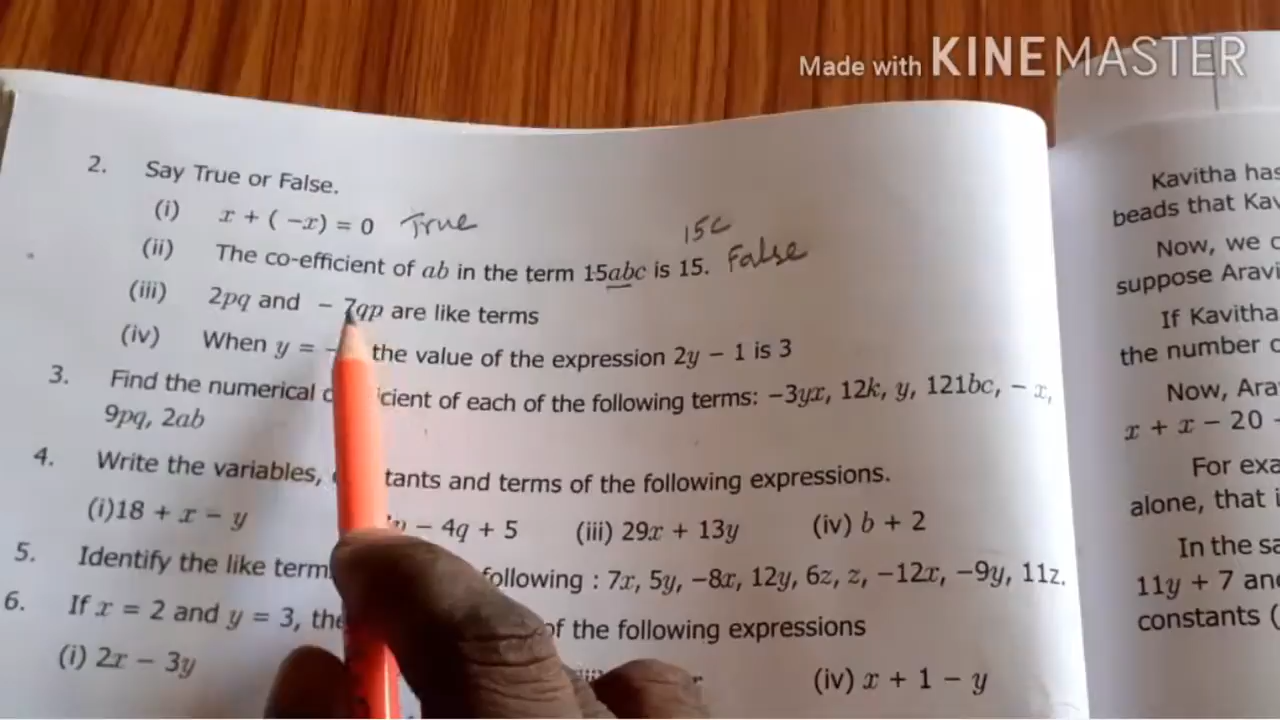 Made with KINEMASTER
2. Say True or False.
(i) x + ( −x) = 0 True
15c
(ii) The co-efficient of ab in the term 15abc is 15. False
(iii) 2pq and − 7qp are like terms
(iv) When y = − the value of the expression 2y − 1 is 3
3. Find the numerical cient of each of the following terms: −3yx, 12k, y, 121bc, − x,
9pq, 2ab
4. Write the variables, tants and terms of the following expressions.
(i)18 + x − y − 4q + 5 (iii) 29x + 13y (iv) b + 2
5. Identify the like term following : 7x, 5y, −8x, 12y, 6z, z, −12x, −9y, 11z.
6. If x = 2 and y = 3, the of the following expressions
(i) 2x − 3y (iv) x + 1 − y
Kavitha has
beads that Kav
Now, we
suppose Aravi
If Kavitha
the number
Now, Ara
x + x − 20
For exa
alone, that i
In the sa
11y + 7 and
constants (